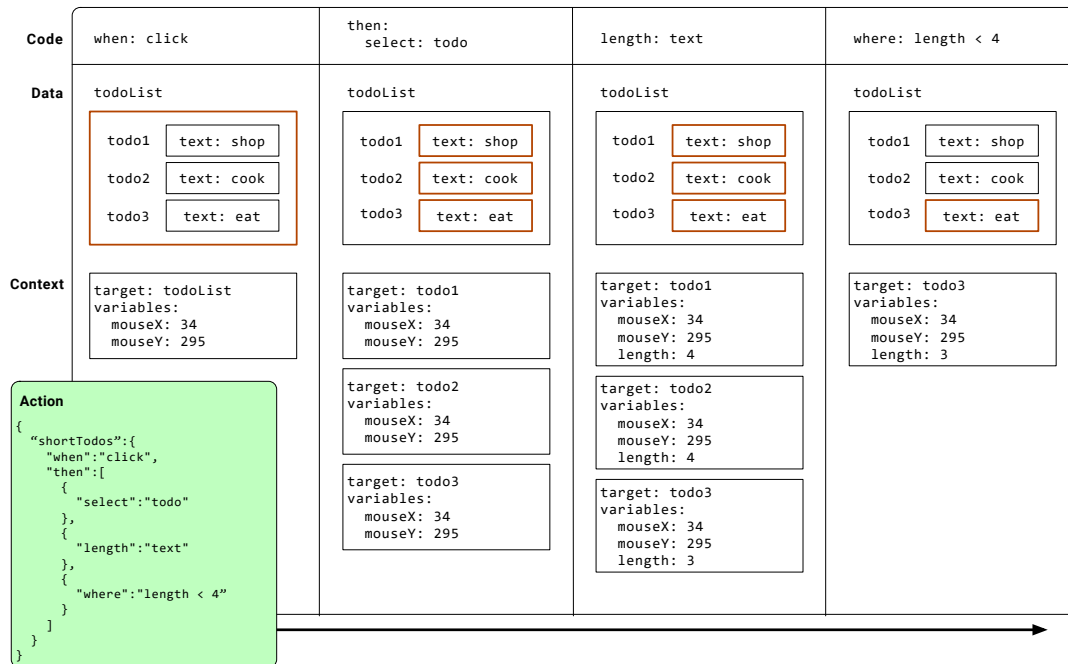 Code
when: click
then:
select: todo
length: text
where: length < 4
Data
todoList
todo1 text: shop
todo2 text: cook
todo3 text: eat
todoList
todo1 text: shop
todo2 text: cook
todo3 text: eat
todoList
todo1 text: shop
todo2 text: cook
todo3 text: eat
todoList
todo1 text: shop
todo2 text: cook
todo3 text: eat
Context
target: todoList
variables:
mouseX: 34
mouseY: 295
target: todo1
variables:
mouseX: 34
mouseY: 295
target: todo2
variables:
mouseX: 34
mouseY: 295
target: todo3
variables:
mouseX: 34
mouseY: 295
target: todo1
variables:
mouseX: 34
mouseY: 295
length: 4
target: todo2
variables:
mouseX: 34
mouseY: 295
length: 4
target: todo3
variables:
mouseX: 34
mouseY: 295
length: 3
target: todo3
variables:
mouseX: 34
mouseY: 295
length: 3
Action
{
“shortTodos”:{
"when":"click",
"then":[
{
"select":"todo"
},
{
"length":"text"
},
{
"where":"length < 4”
}
]
}
}